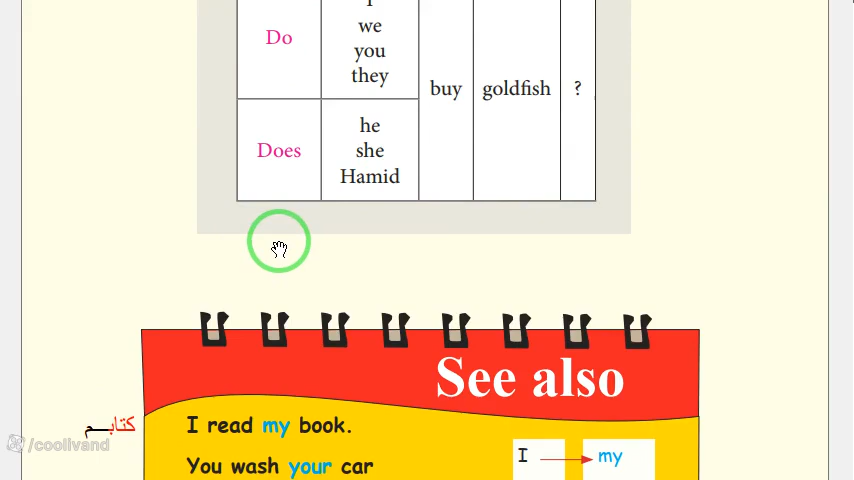 Do
we
you
they
buy
goldfish
?
Does
he
she
Hamid
See also
I read my book.
کتابـم
You wash your car
I
my
/coolivand